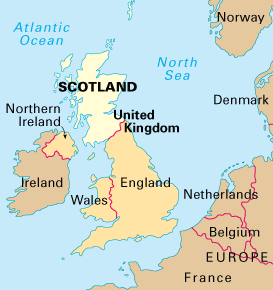 Norway
Atlantic
Ocean
North
Sea
SCOTLAND
Denmark
Northern
Ireland
United
Kingdom
Ireland
England
Wales
Netherlands
Belgium
EUROPE
France